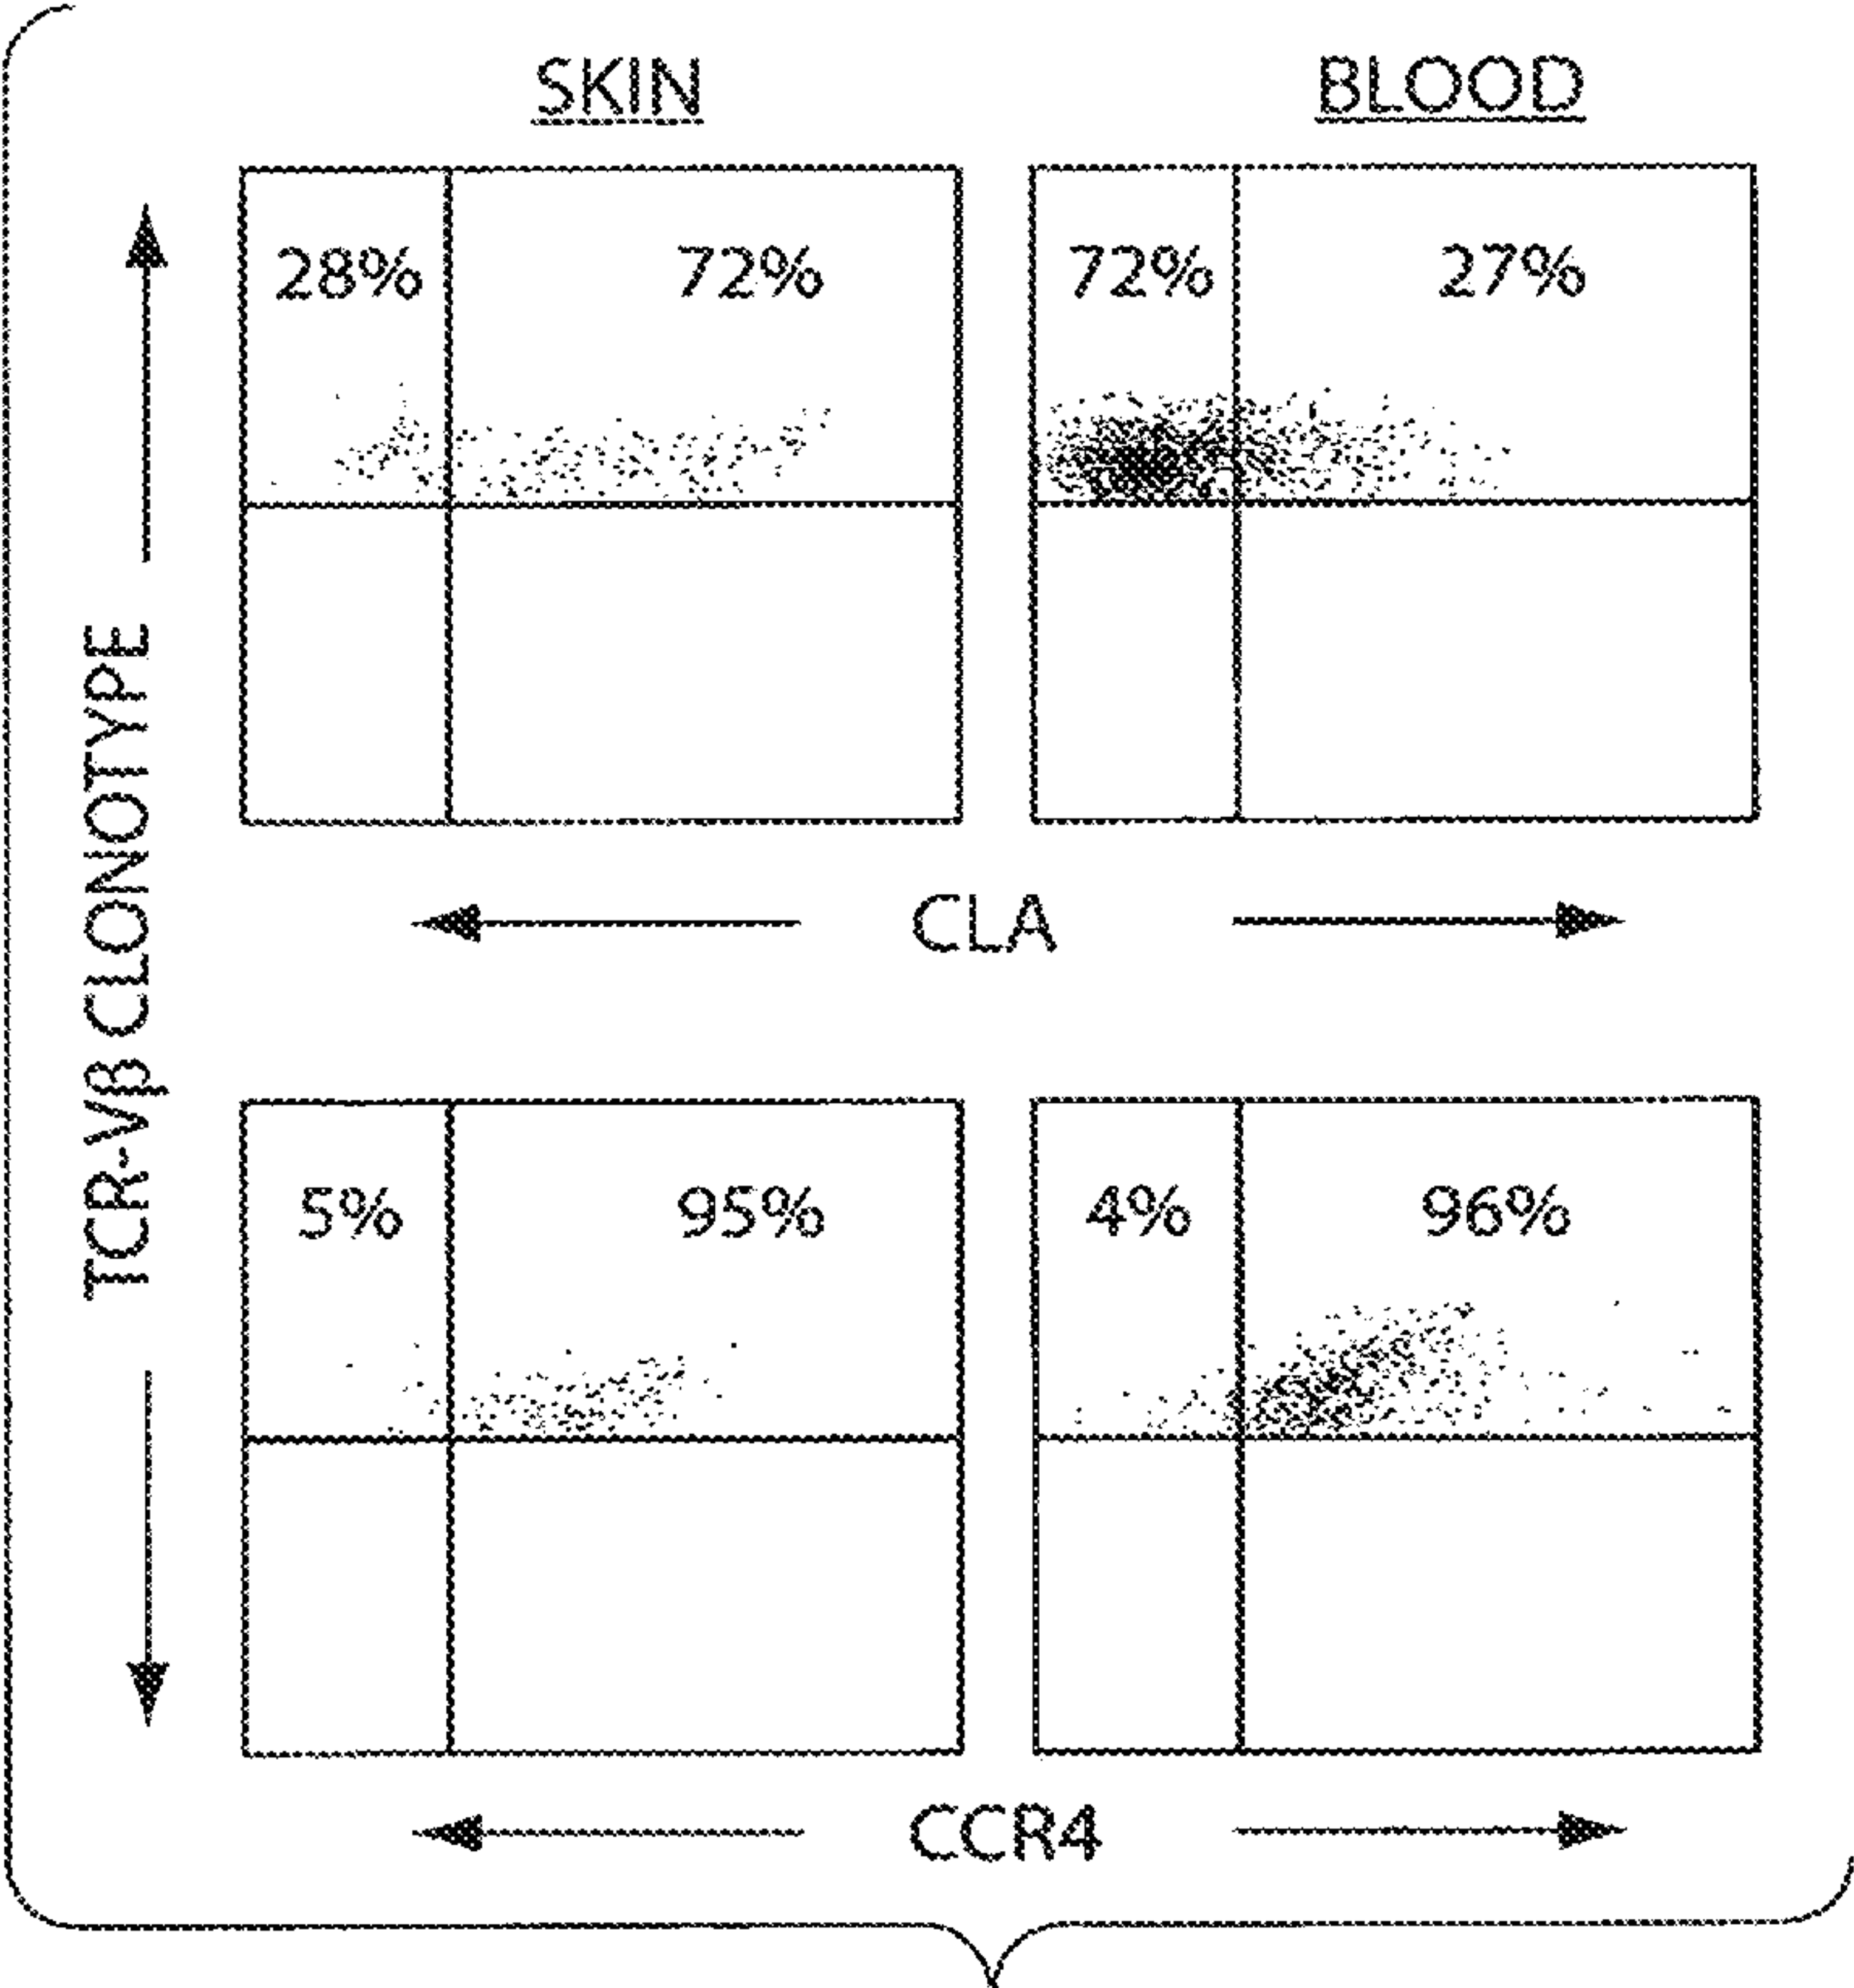 SKIN BLOOD
28% 72% 72% 27%
TCR-Vβ CLONOTYPE
CLA
5% 95% 4% 96%
CCR4